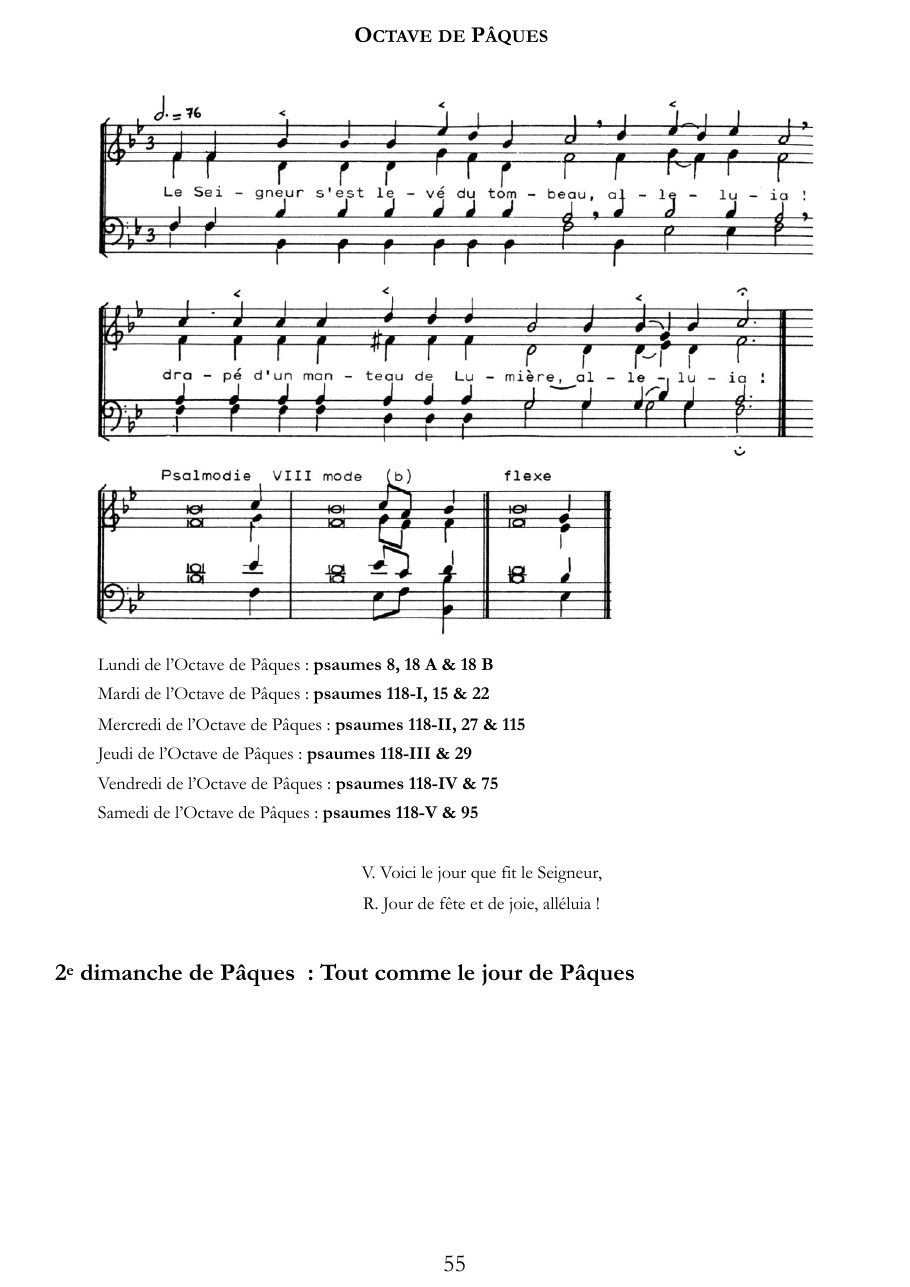 OCTAVE DE PÂQUES
= 76
3
Le Sei - gneur s'est le - vé du tom - beau, al - le - lu - ia !
3
dra - pé d'un man - teau de Lu - mière, al - le - lu - ia !
Psalmodie VIII mode (b) flexe
Lundi de l’Octave de Pâques : psaumes 8, 18 A & 18 B
Mardi de l’Octave de Pâques : psaumes 118-I, 15 & 22
Mercredi de l’Octave de Pâques : psaumes 118-II, 27 & 115
Jeudi de l’Octave de Pâques : psaumes 118-III & 29
Vendredi de l’Octave de Pâques : psaumes 118-IV & 75
Samedi de l’Octave de Pâques : psaumes 118-V & 95
V. Voici le jour que fit le Seigneur,
R. Jour de fête et de joie, alléluia !
2e dimanche de Pâques : Tout comme le jour de Pâques
55